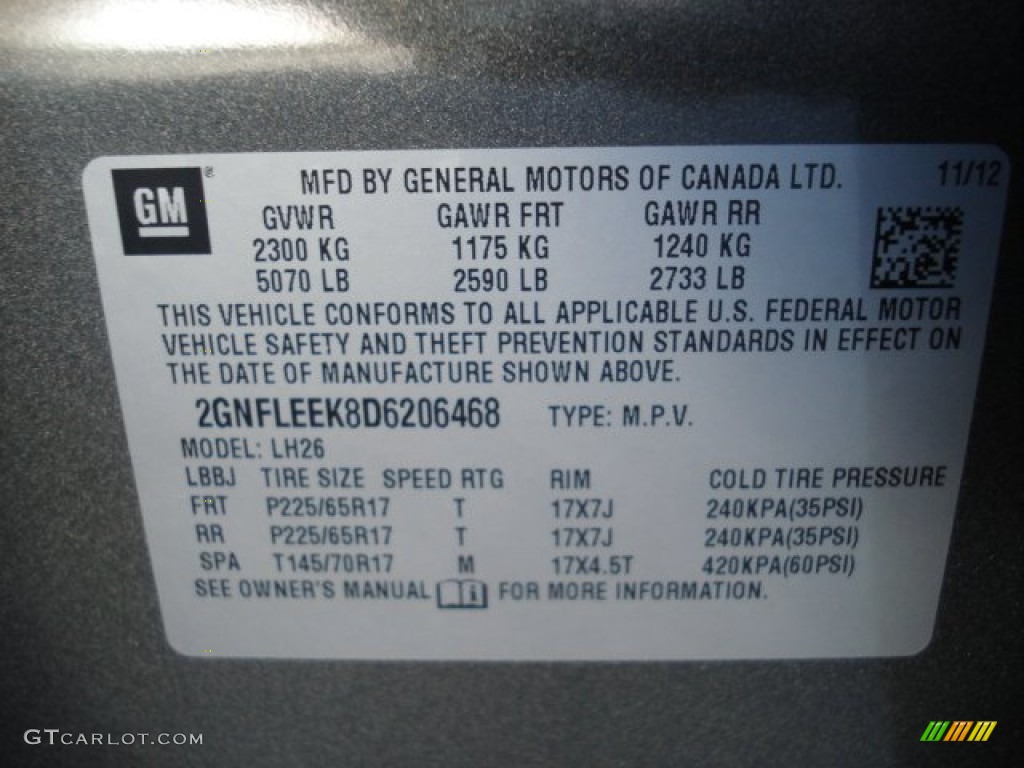 GM® MFD BY GENERAL MOTORS OF CANADA LTD. 11/12
GVWR GAWR FRT GAWR RR
2300 KG 1175 KG 1240 KG
5070 LB 2590 LB 2733 LB
THIS VEHICLE CONFORMS TO ALL APPLICABLE U.S. FEDERAL MOTOR
VEHICLE SAFETY AND THEFT PREVENTION STANDARDS IN EFFECT ON
THE DATE OF MANUFACTURE SHOWN ABOVE.
2GNFLEEK8D6206468 TYPE: M.P.V.
MODEL: LH26
LBBJ TIRE SIZE SPEED RTG RIM COLD TIRE PRESSURE
FRT P225/65R17 T 17X7J 240KPA(35PSI)
RR P225/65R17 T 17X7J 240KPA(35PSI)
SPA T145/70R17 M 17X4.5T 420KPA(60PSI)
SEE OWNER'S MANUAL i FOR MORE INFORMATION.
GTCARLOT.COM